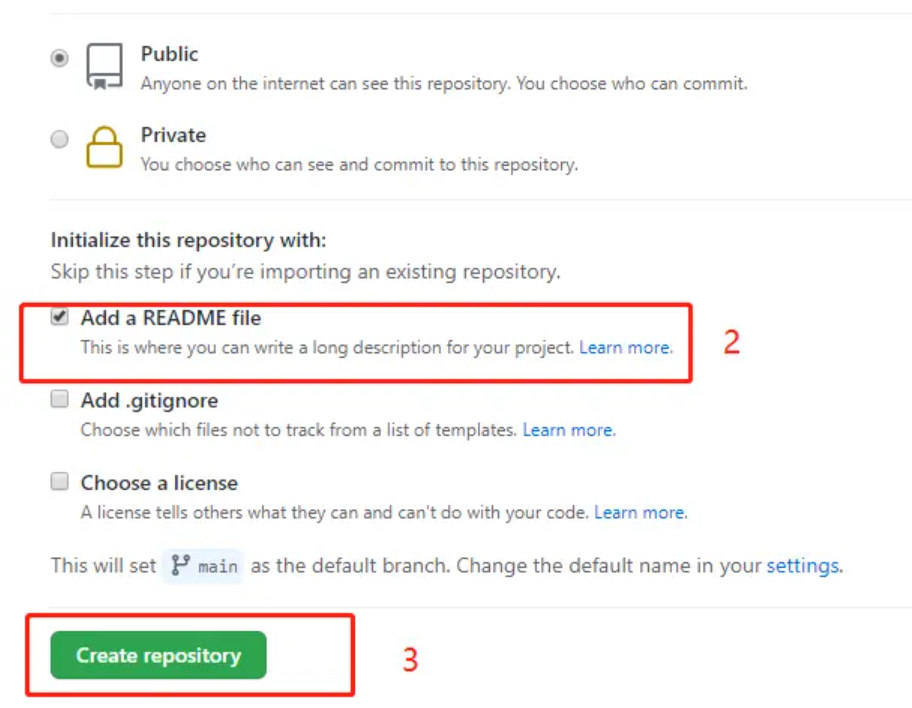 Public
Anyone on the internet can see this repository. You choose who can commit.
Private
You choose who can see and commit to this repository.
Initialize this repository with:
Skip this step if you're importing an existing repository.
Add a README file
This is where you can write a long description for your project. Learn more.
2
Add .gitignore
Choose which files not to track from a list of templates. Learn more.
Choose a license
A license tells others what they can and can't do with your code. Learn more.
This will set main as the default branch. Change the default name in your settings.
Create repository
3